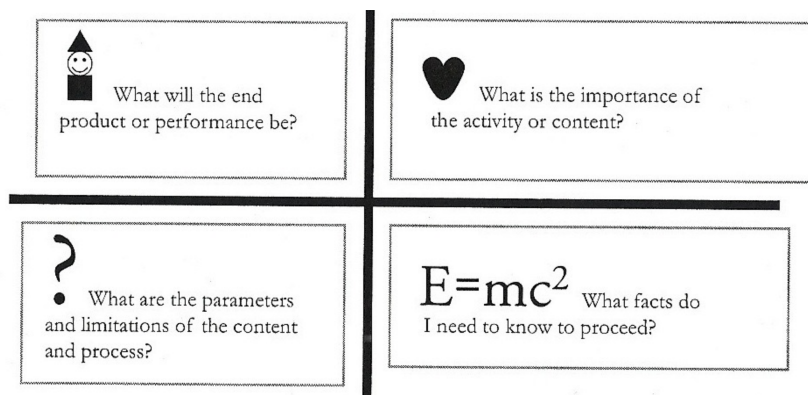 What will the end
product or performance be?
What is the importance of
the activity or content?
?
What are the parameters
and limitations of the content
and process?
E=mc² What facts do
I need to know to proceed?